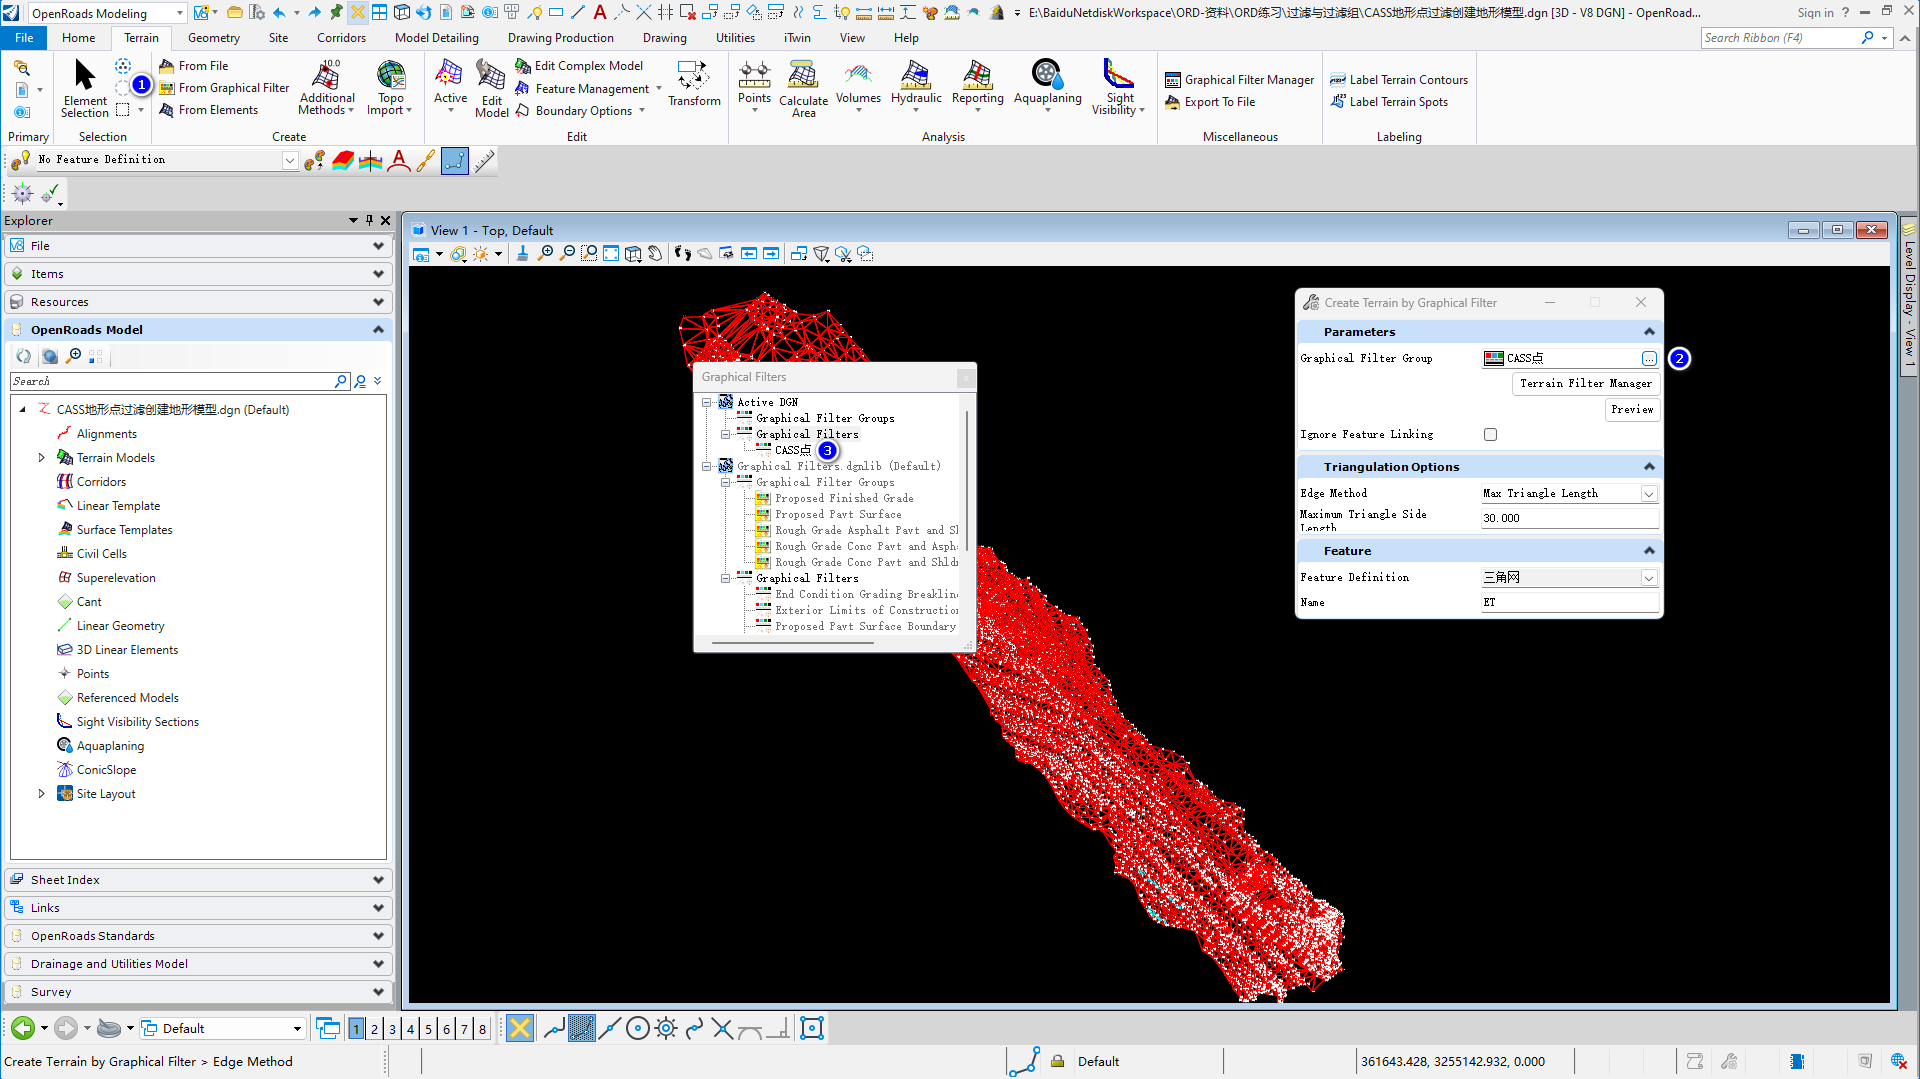 OpenRoads Modeling
E:\BaiduNetdiskWorkspace\ORD-资料\ORD练习\过滤与过滤组\CASS地形点过滤创建地形模型.dgn [3D - V8 DGN] - OpenRoad...
Sign in
File
Home
Terrain
Geometry
Site
Corridors
Model Detailing
Drawing Production
Drawing
Utilities
iTwin
View
Help
Search Ribbon (F4)
Primary
Element Selection
1
Selection
From File
From Graphical Filter
From Elements
Additional Methods
Topo Import
Create
Active
Edit Model
Edit Complex Model
Feature Management
Boundary Options
Transform
Edit
Points
Calculate Area
Volumes
Hydraulic
Reporting
Aquaplaning
Sight Visibility
Analysis
Graphical Filter Manager
Export To File
Miscellaneous
Label Terrain Contours
Label Terrain Spots
Labeling
No Feature Definition
Explorer
File
Items
Resources
OpenRoads Model
Search
CASS地形点过滤创建地形模型.dgn (Default)
Alignments
Terrain Models
Corridors
Linear Template
Surface Templates
Civil Cells
Superelevation
Cant
Linear Geometry
3D Linear Elements
Points
Referenced Models
Sight Visibility Sections
Aquaplaning
ConicSlope
Site Layout
Sheet Index
Links
OpenRoads Standards
Drainage and Utilities Model
Survey
View 1 - Top, Default
Graphical Filters
Active DGN
Graphical Filter Groups
Graphical Filters
CASS点
3
Graphical Filters.dgnlib (Default)
Graphical Filter Groups
Proposed Finished Grade
Proposed Pavt Surface
Rough Grade Asphalt Pavt and Sl
Rough Grade Conc Pavt and Asph
Rough Grade Conc Pavt and Shld
Graphical Filters
End Condition Grading Breakline
Exterior Limits of Construction
Proposed Pavt Surface Boundary
Create Terrain by Graphical Filter
Parameters
Graphical Filter Group
CASS点
2
Terrain Filter Manager
Preview
Ignore Feature Linking
Triangulation Options
Edge Method
Max Triangle Length
Maximum Triangle Side Length
30.000
Feature
Feature Definition
三角网
Name
ET
Level Display - View 1
Default
1 2 3 4 5 6 7 8
Create Terrain by Graphical Filter > Edge Method
Default
361643.428, 3255142.932, 0.000